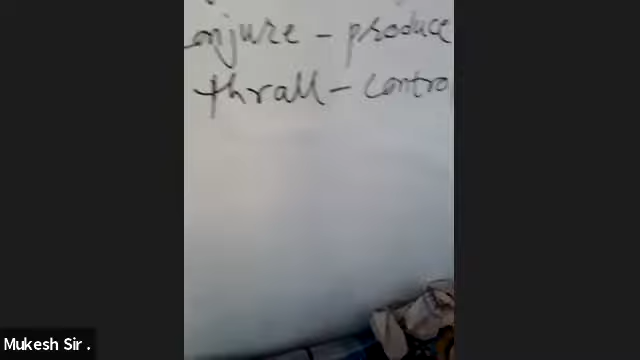 onjure - produce
thrall - contro
Mukesh Sir .